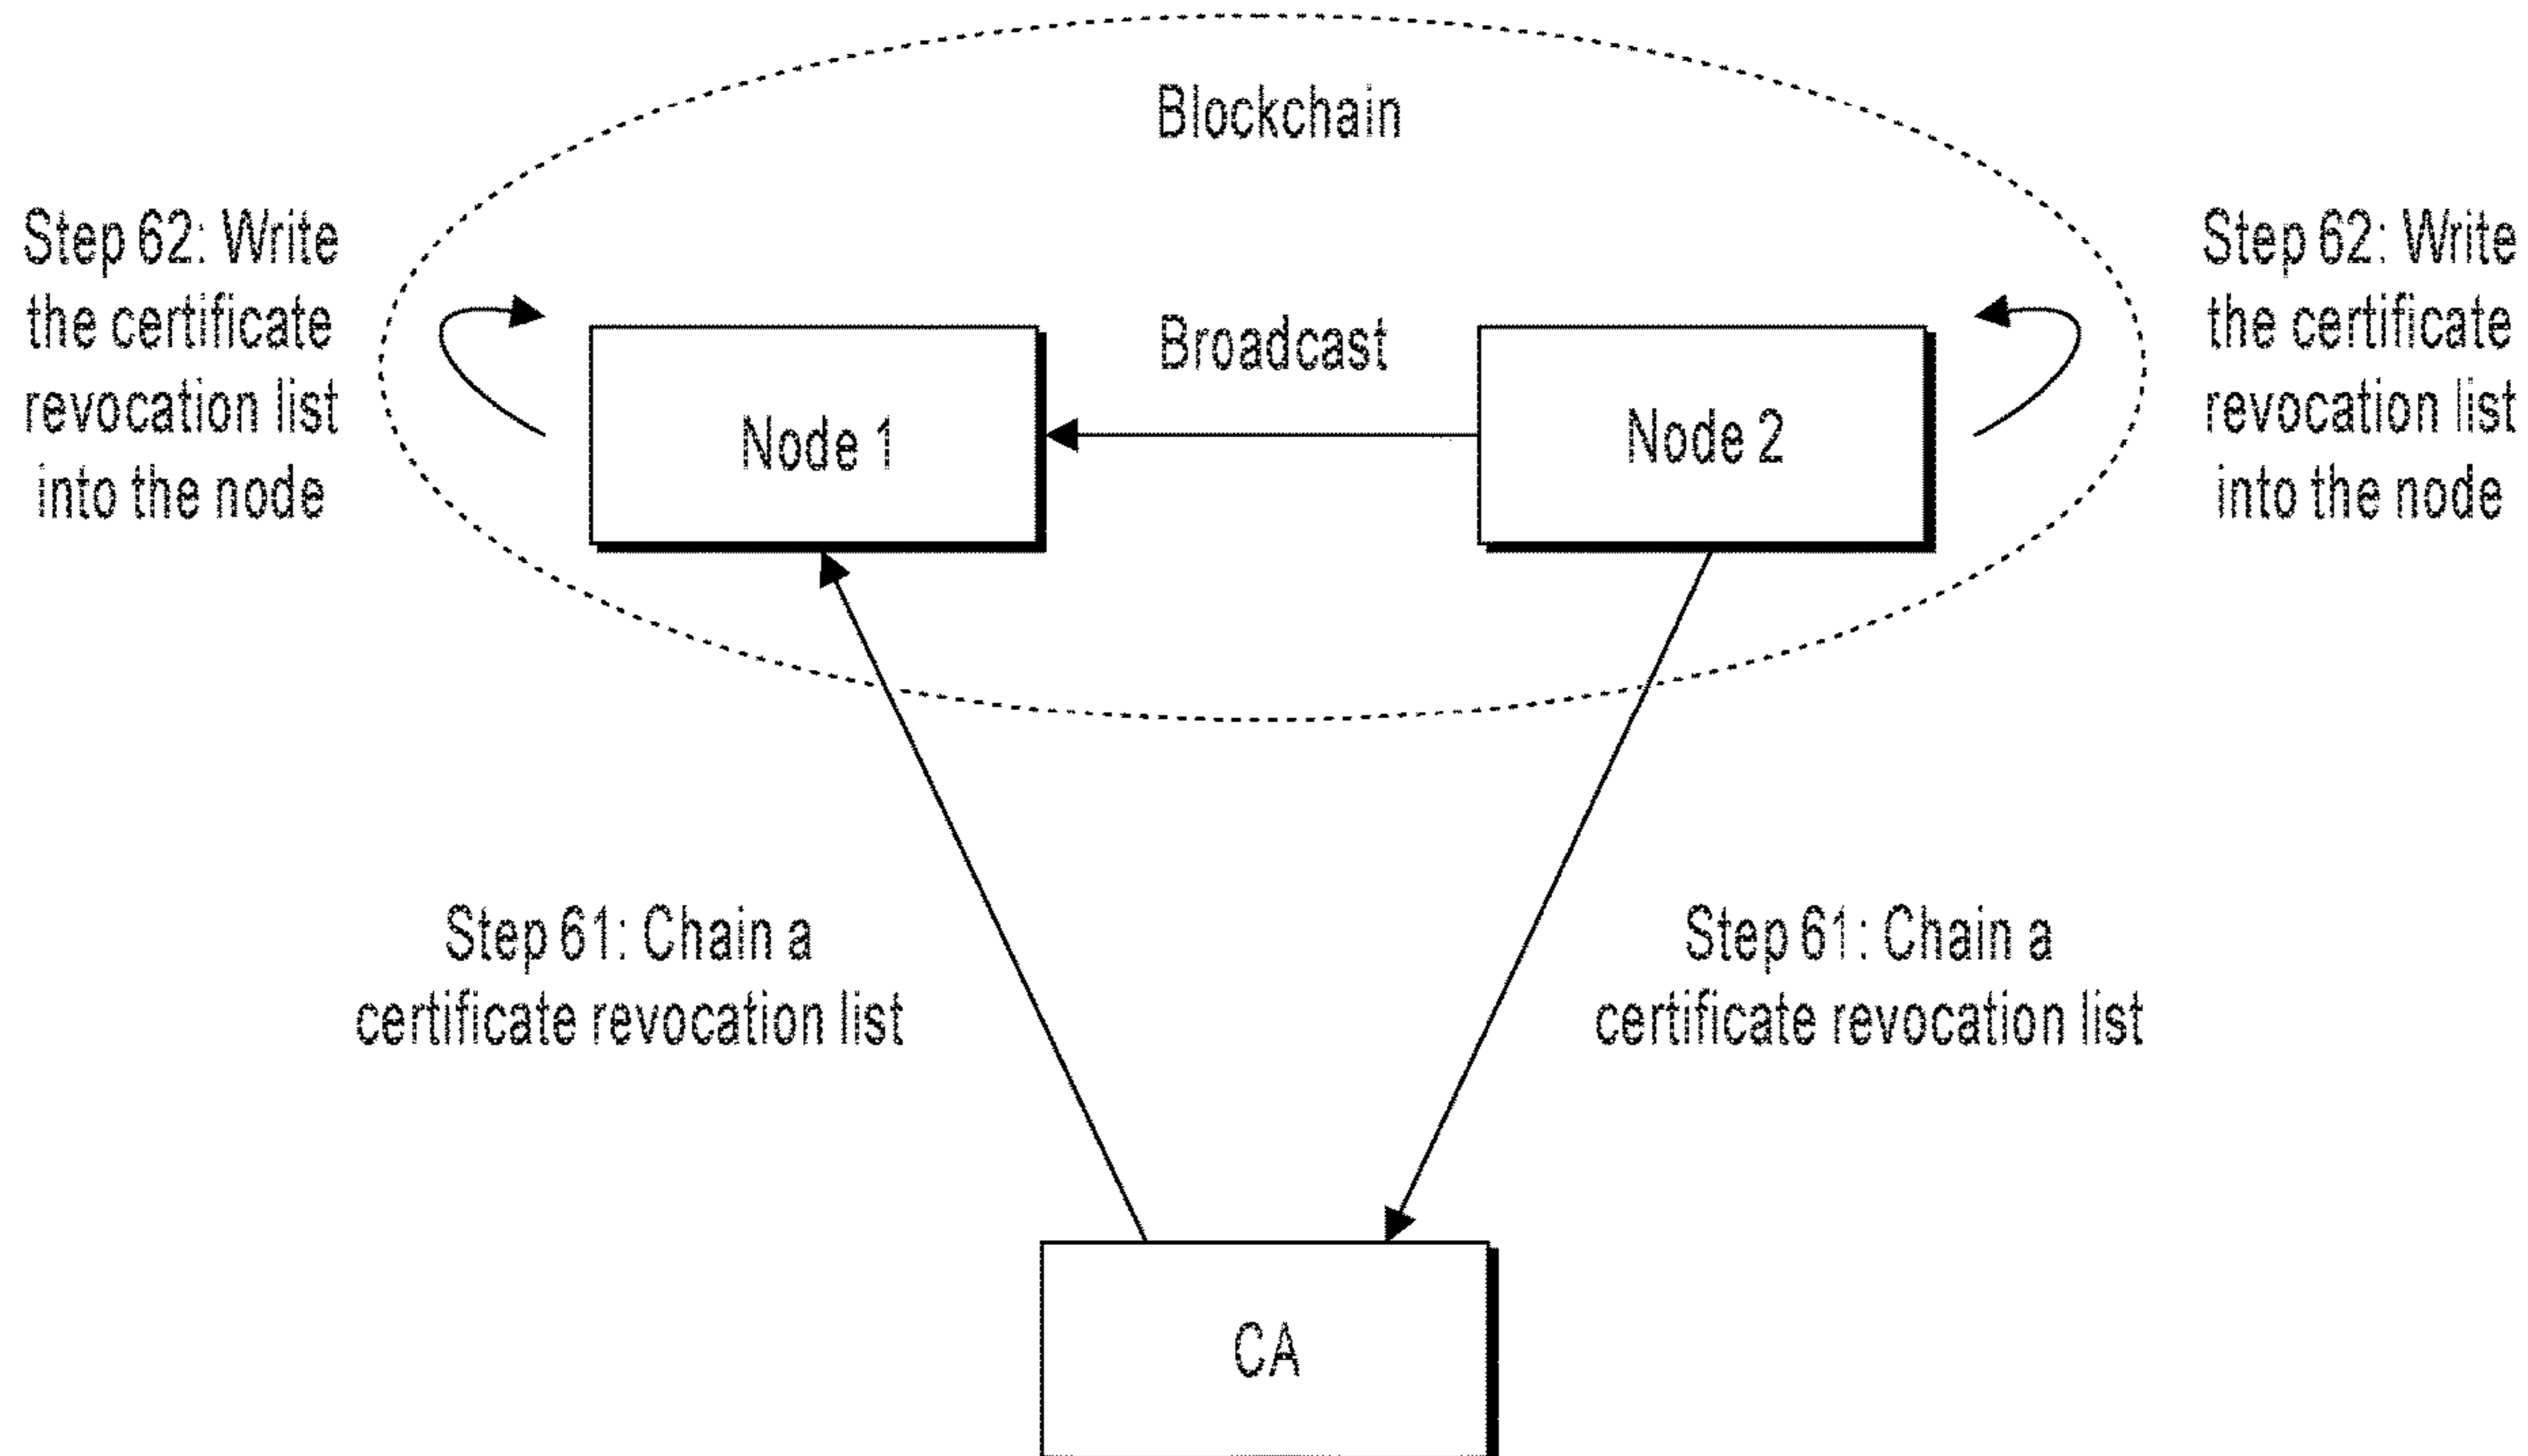 Blockchain
Step 62: Write
the certificate
revocation list
into the node
Broadcast
Node 1
Node 2
Step 62: Write
the certificate
revocation list
into the node
Step 61: Chain a
certificate revocation list
Step 61: Chain a
certificate revocation list
CA